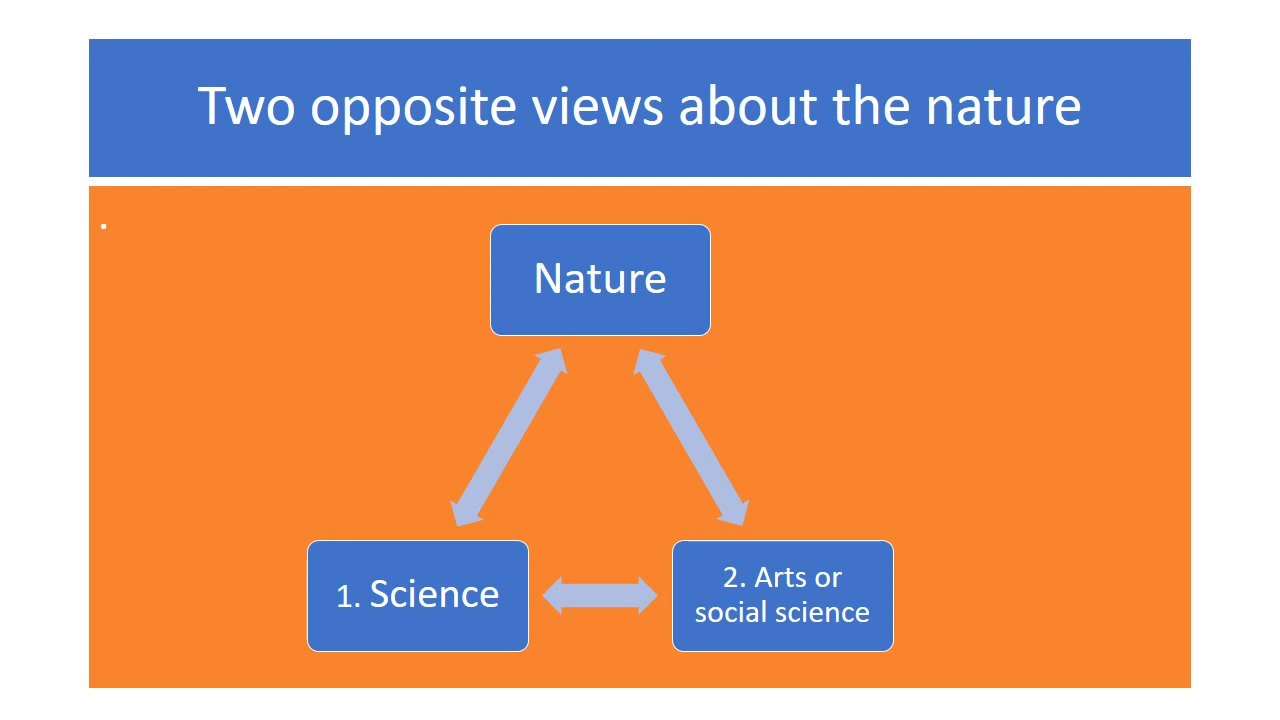 Two opposite views about the nature
.
Nature
1. Science
2. Arts or
social science